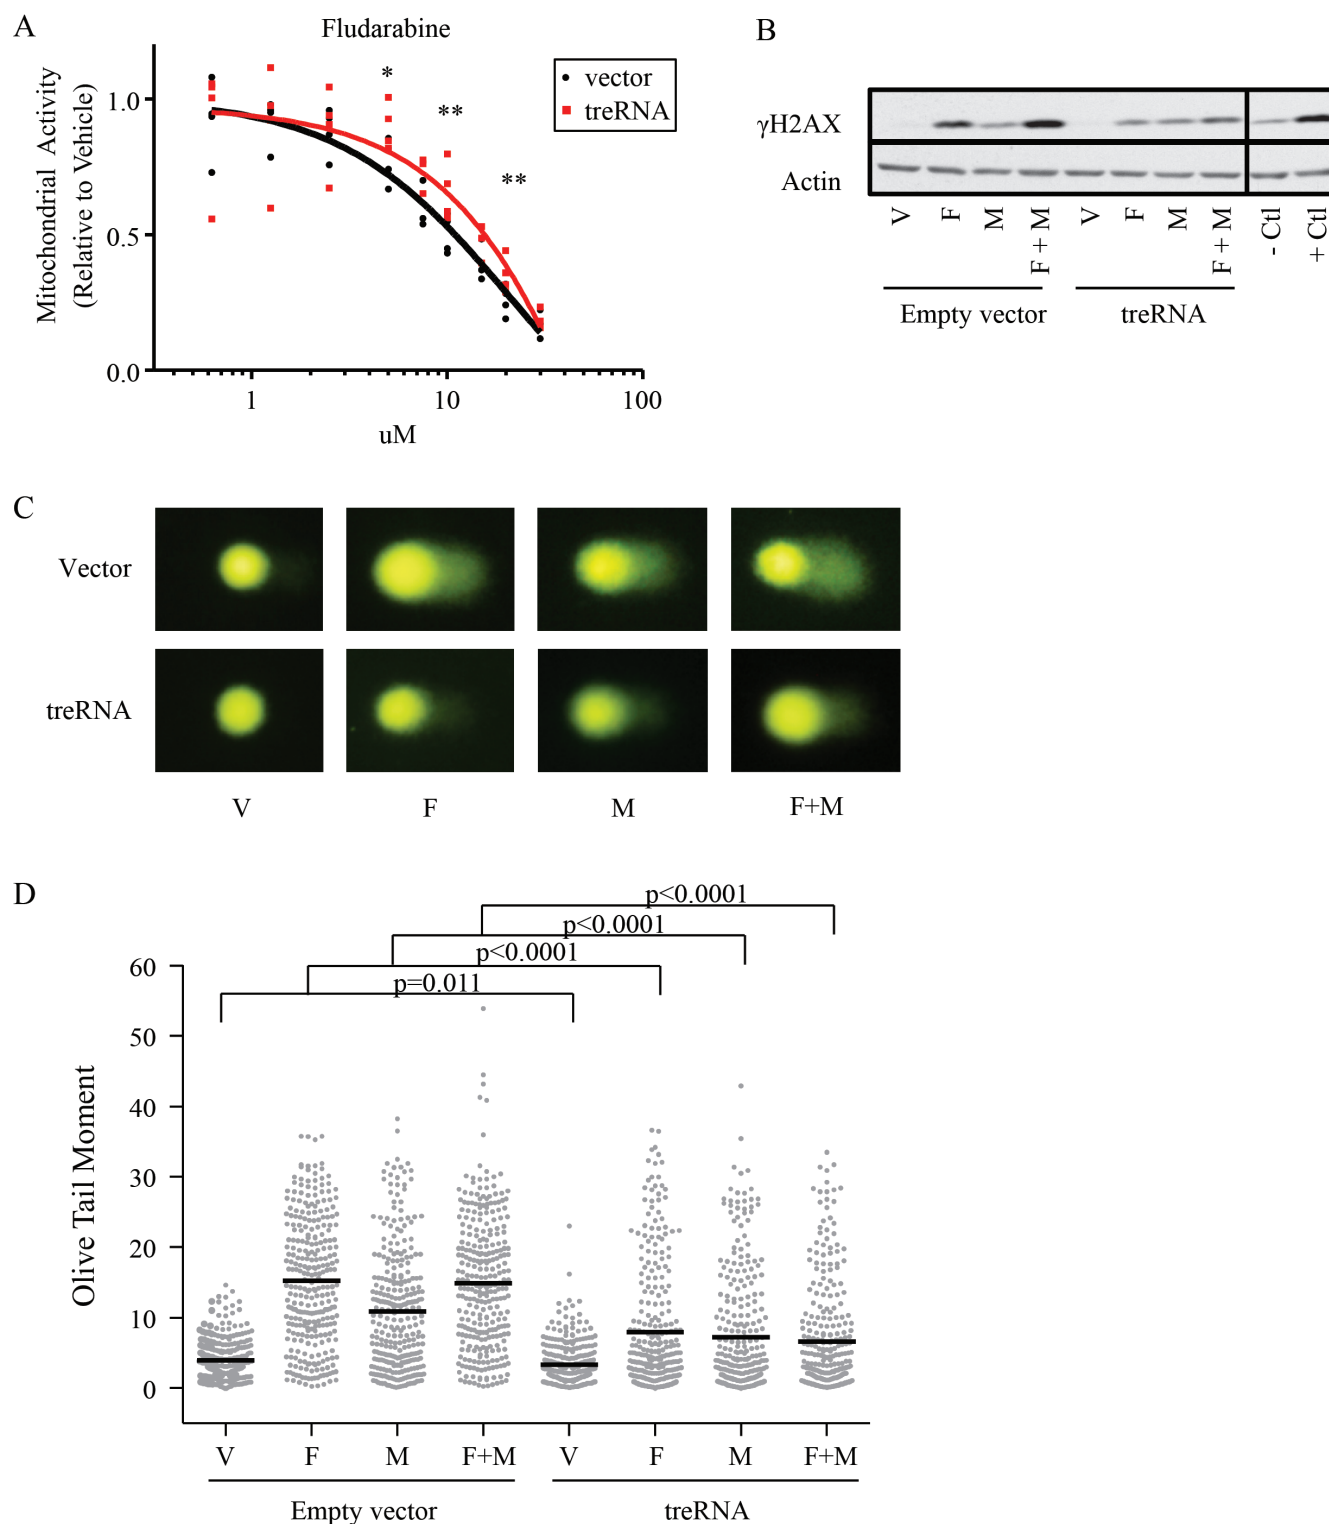 A
Fludarabine
Mitochondrial Activity
(Relative to Vehicle)
1.0
0.5
0.0
1
10
100
uM
*
**
**
vector
treRNA
B
γH2AX
Actin
V
F
M
F + M
V
F
M
F + M
- Ctl
+ Ctl
Empty vector
treRNA
C
Vector
treRNA
V
F
M
F+M
D
p<0.0001
p<0.0001
p<0.0001
p=0.011
Olive Tail Moment
60
50
40
30
20
10
0
V
F
M
F+M
V
F
M
F+M
Empty vector
treRNA